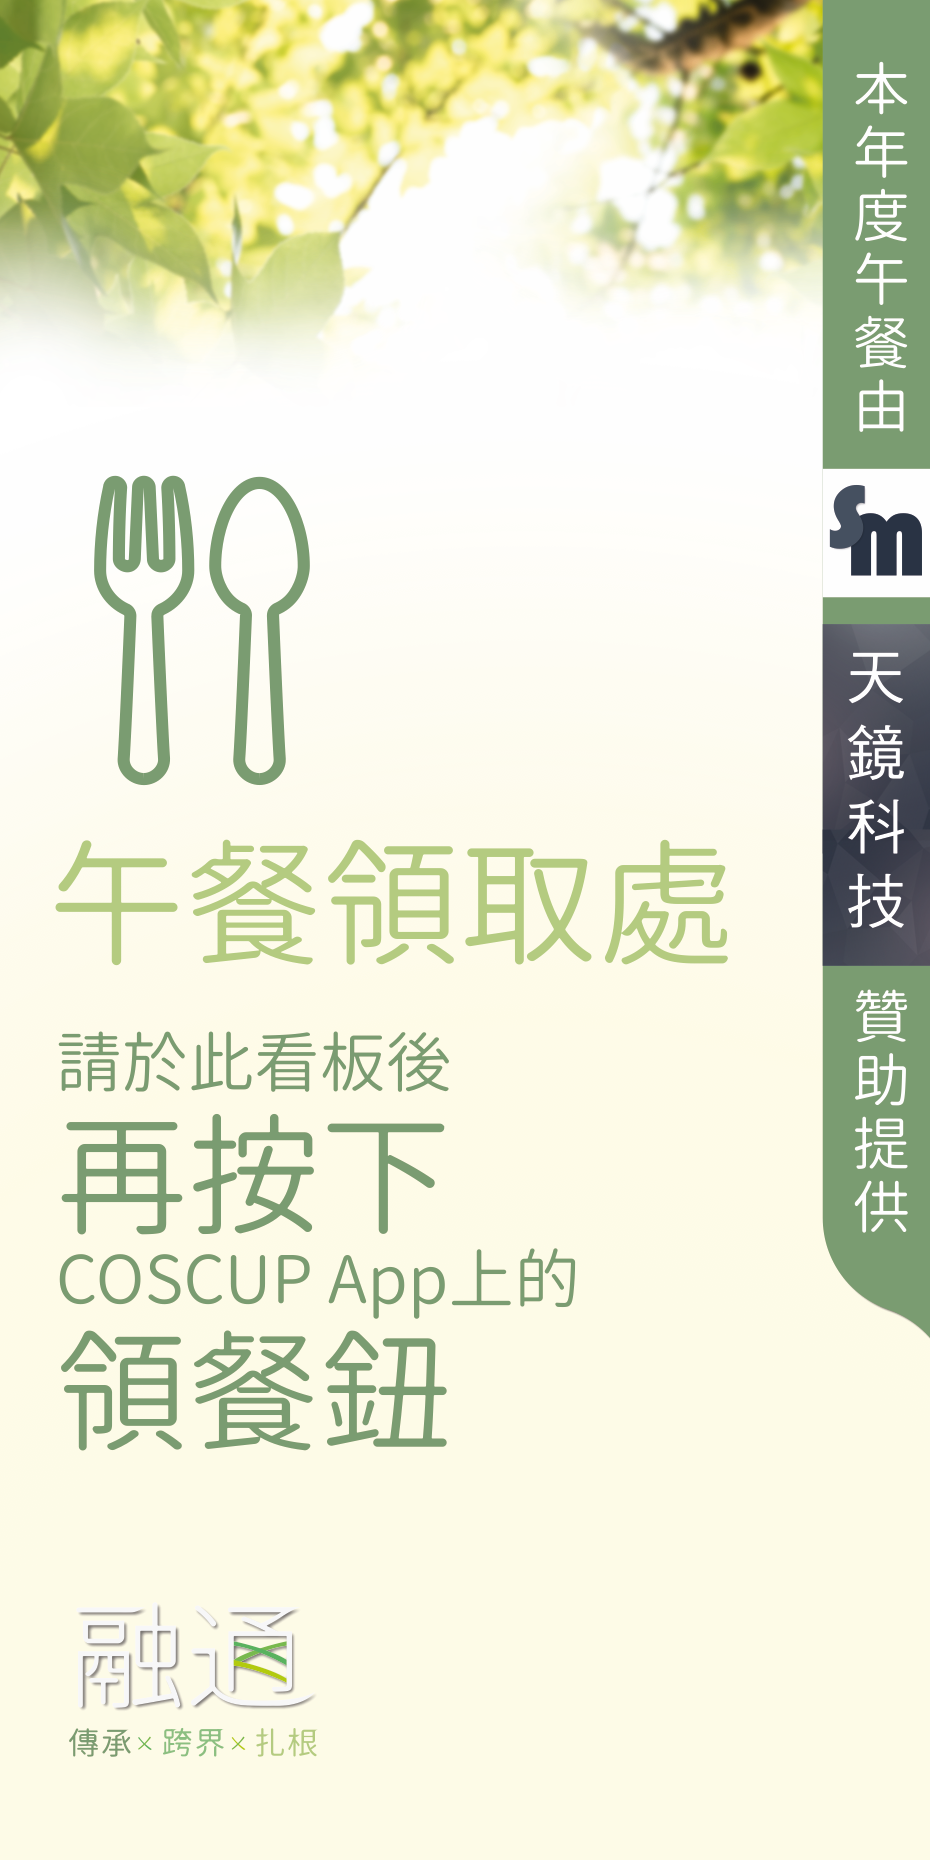 午餐領取處
請於此看板後
再按下
COSCUP App上的
領餐鈕
融通
傳承×跨界×扎根
本年度午餐由
Sm
天鏡科技
贊助提供